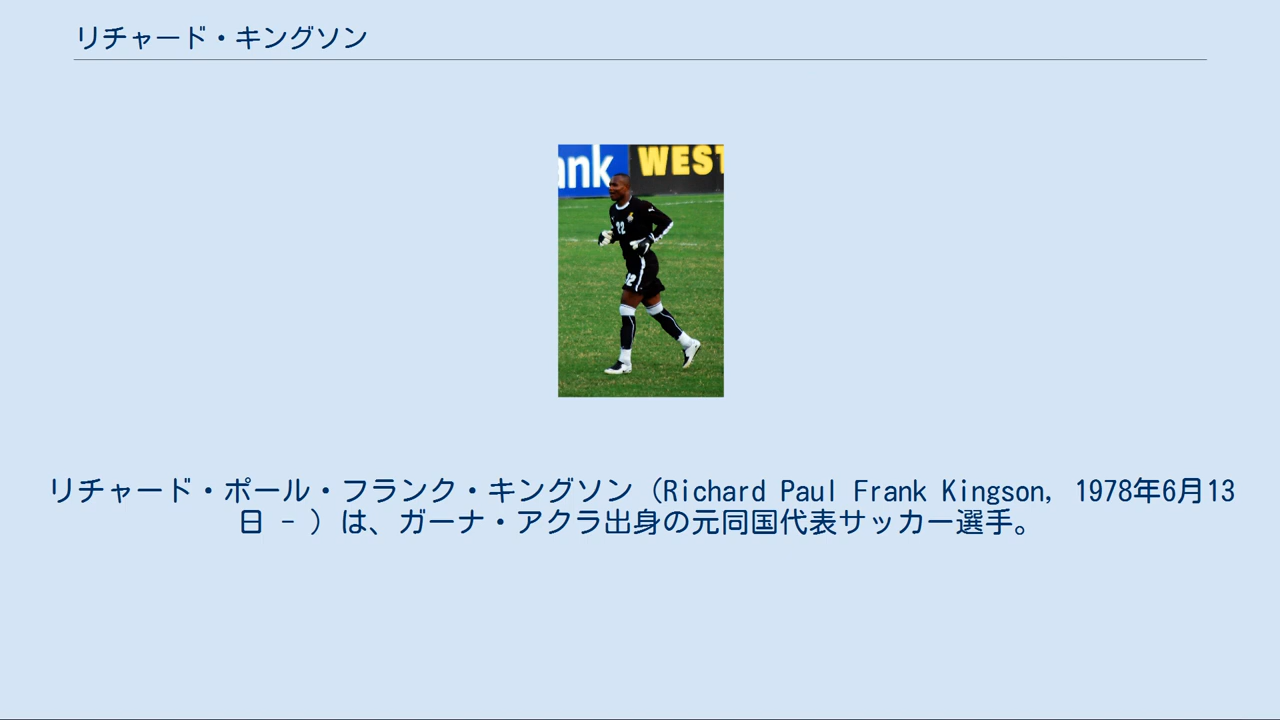 リチャード・キングソン
ank
WEST
22
12
リチャード・ポール・フランク・キングソン（Richard Paul Frank Kingson, 1978年6月13
日 - ）は、ガーナ・アクラ出身の元同国代表サッカー選手。